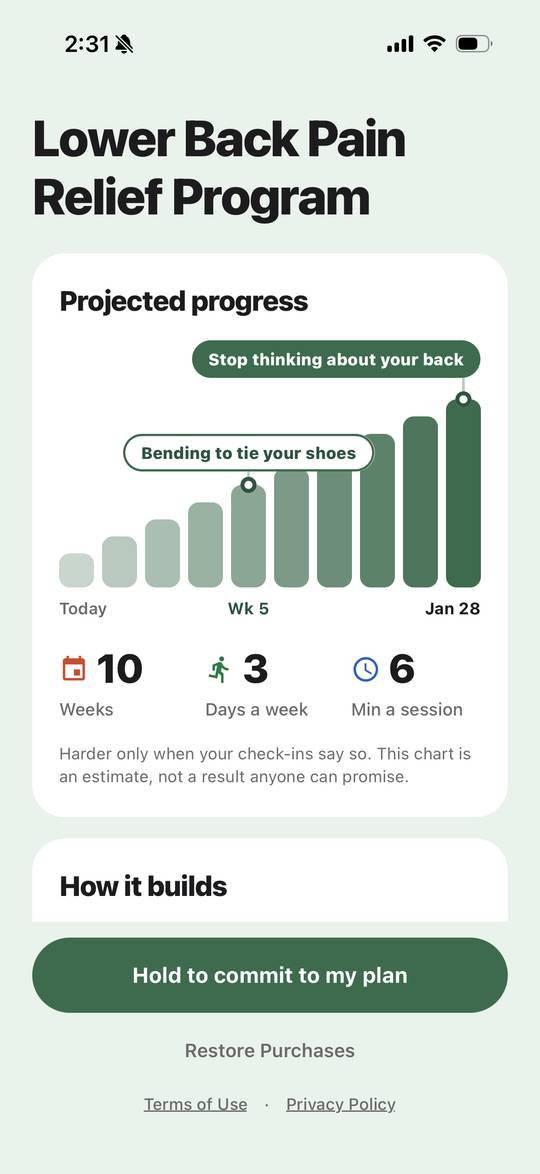 2:31
Lower Back Pain
Relief Program
Projected progress
Stop thinking about your back
Bending to tie your shoes
Today
Wk 5
Jan 28
10
3
6
Weeks
Days a week
Min a session
Harder only when your check-ins say so. This chart is
an estimate, not a result anyone can promise.
How it builds
Hold to commit to my plan
Restore Purchases
Terms of Use · Privacy Policy